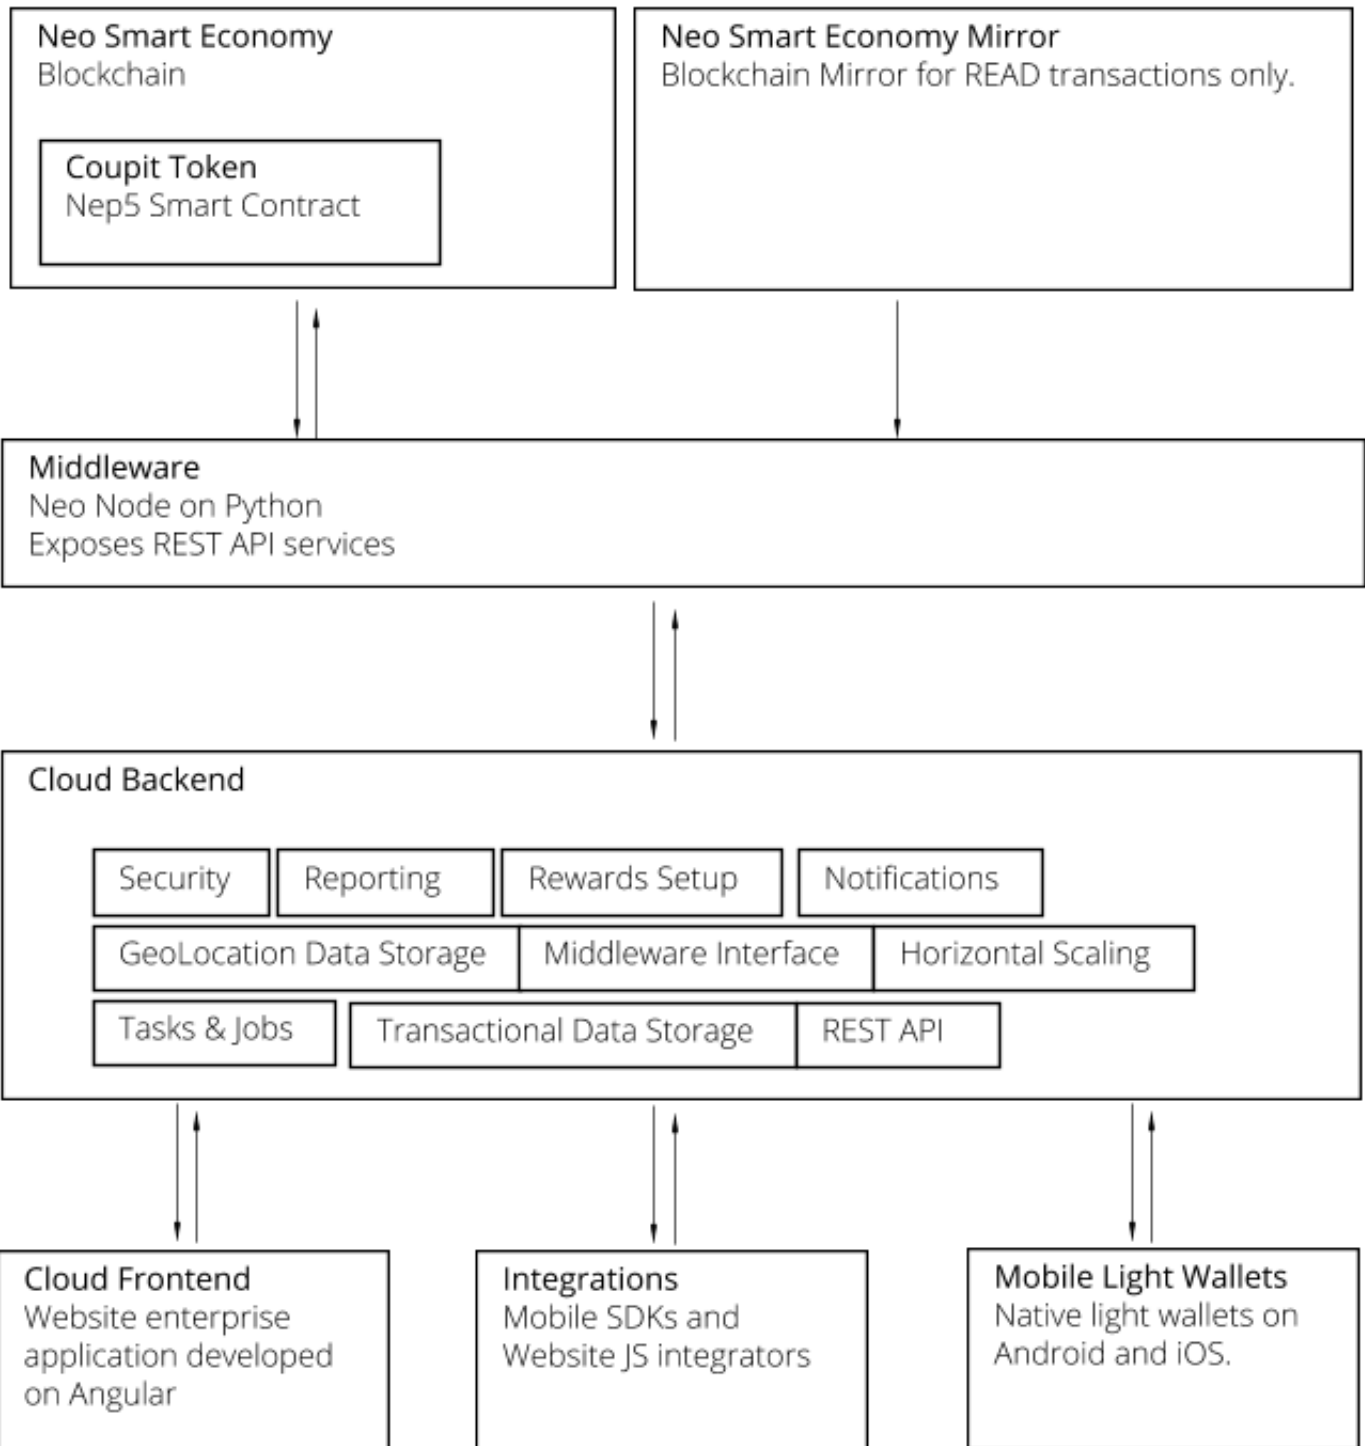 Neo Smart Economy
Blockchain
Coupit Token
Nep5 Smart Contract
Neo Smart Economy Mirror
Blockchain Mirror for READ transactions only.
Middleware
Neo Node on Python
Exposes REST API services
Cloud Backend
Security
Reporting
Rewards Setup
Notifications
GeoLocation Data Storage
Middleware Interface
Horizontal Scaling
Tasks & Jobs
Transactional Data Storage
REST API
Cloud Frontend
Website enterprise
application developed
on Angular
Integrations
Mobile SDKs and
Website JS integrators
Mobile Light Wallets
Native light wallets on
Android and iOS.